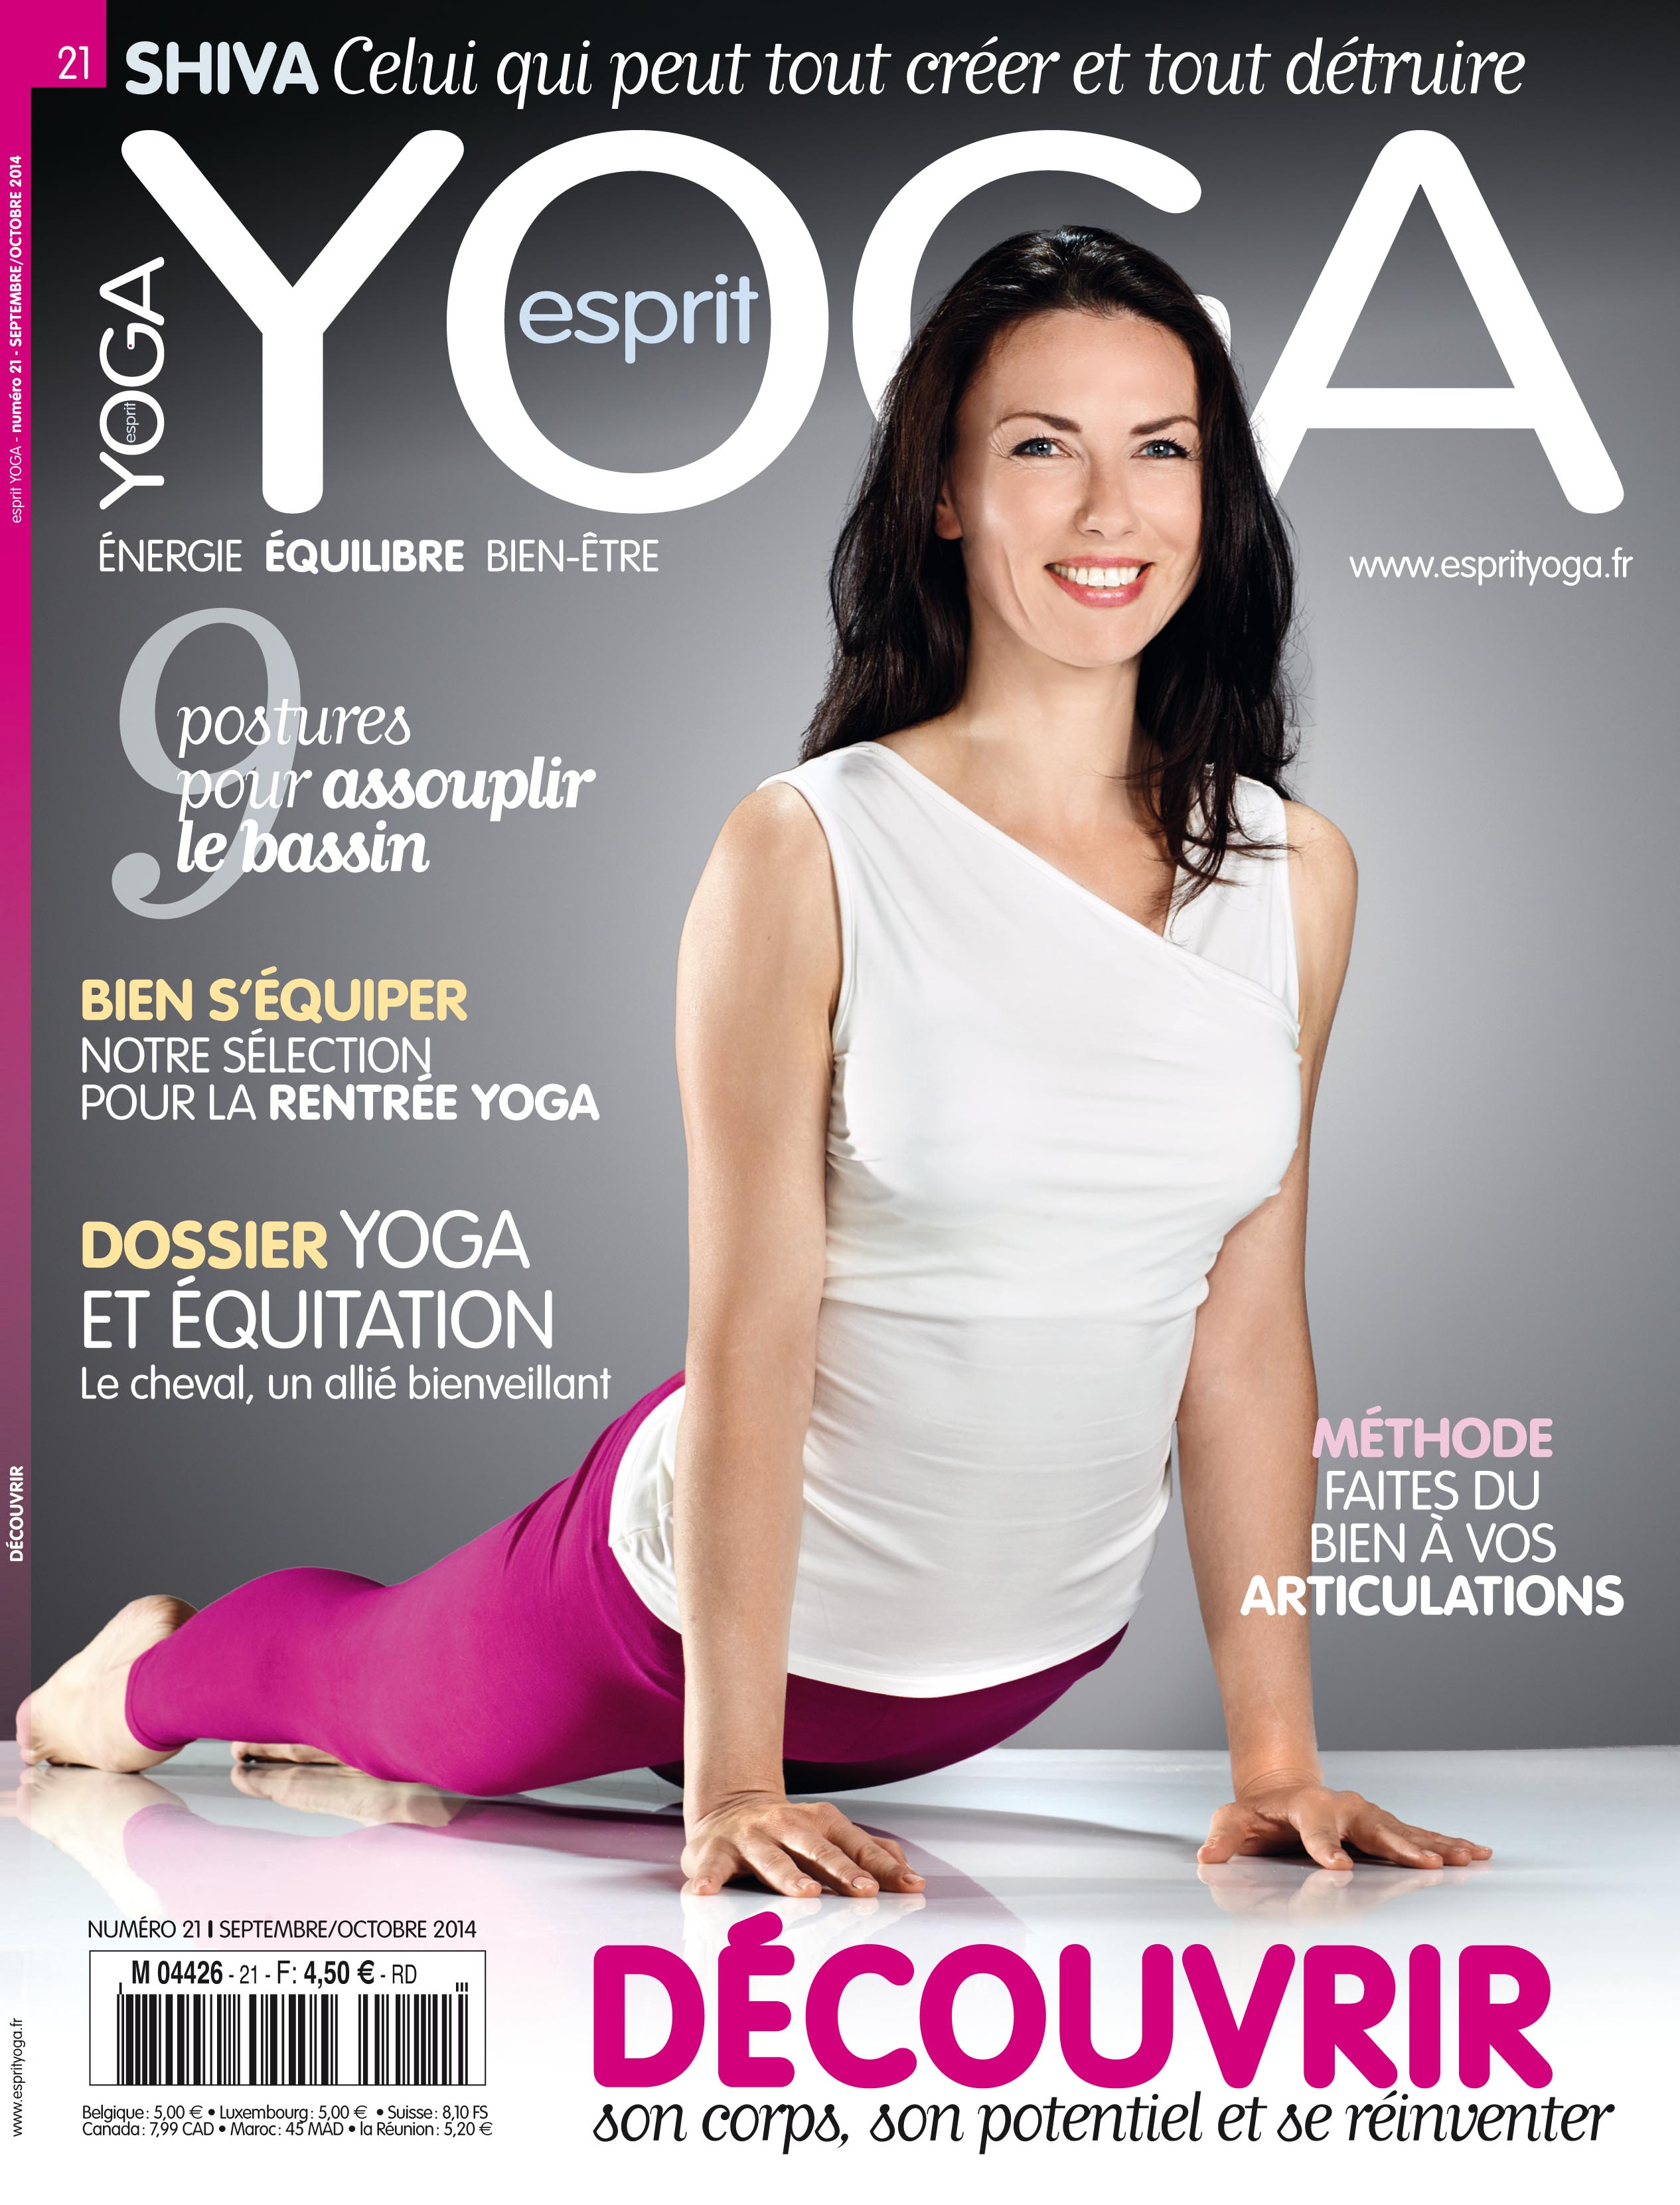 21
SHIVA Celui qui peut tout créer et tout détruire
YOGA
esprit
YOGA
esprit
ÉNERGIE ÉQUILIBRE BIEN-ÊTRE
www.esprityoga.fr
9
postures
pour assouplir
le bassin
BIEN S'ÉQUIPER
NOTRE SÉLECTION
POUR LA RENTRÉE YOGA
DOSSIER YOGA
ET ÉQUITATION
Le cheval, un allié bienveillant
MÉTHODE
FAITES DU
BIEN À VOS
ARTICULATIONS
NUMÉRO 21 I SEPTEMBRE/OCTOBRE 2014
M 04426 - 21 - F: 4,50 € - RD
Belgique : 5,00 € • Luxembourg : 5,00 € • Suisse : 8,10 FS
Canada : 7,99 CAD • Maroc : 45 MAD • la Réunion : 5,20 €
DÉCOUVRIR
son corps, son potentiel et se réinventer
esprit YOGA - numéro 21 - SEPTEMBRE/OCTOBRE 2014
DÉCOUVRIR
www.esprityoga.fr